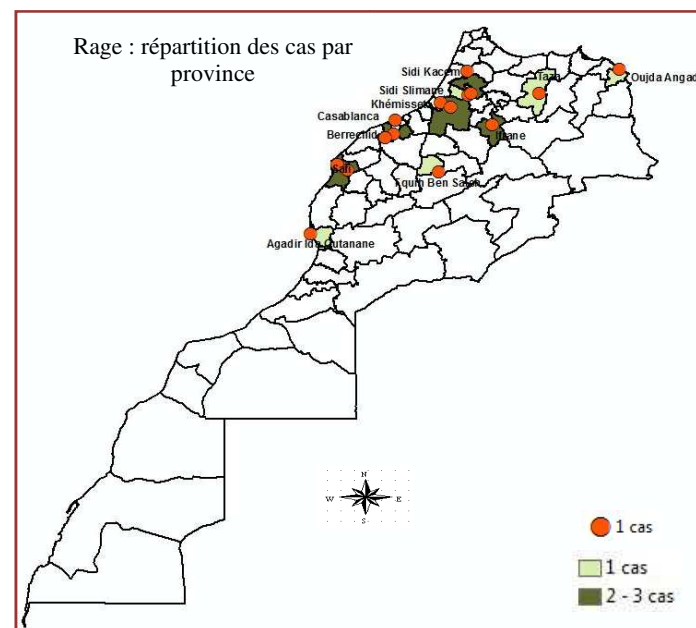 Rage : répartition des cas par
province
Sidi Kacem
Taza
Oujda Angad
Sidi Slimane
Khémisset
Casablanca
Berrechid
Ifrane
Safi
Fquih Ben Saleh
Agadir Ida Outanane
N
W
E
S
1 cas
1 cas
2 - 3 cas